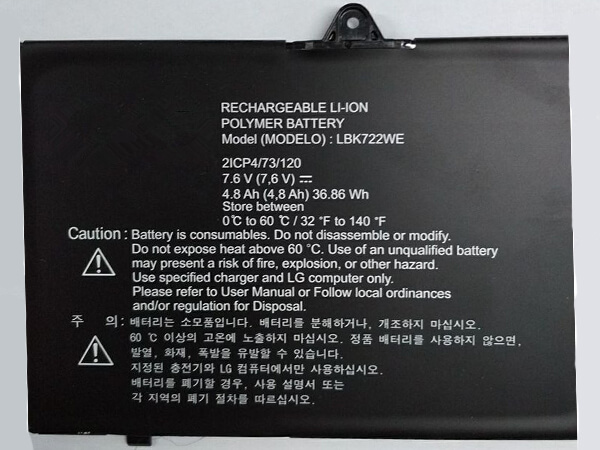 RECHARGEABLE LI-ION
POLYMER BATTERY
Model (MODELO) : LBK722WE
2ICP4/73/120
7.6 V (7,6 V) ⎓
4.8 Ah (4,8 Ah) 36.86 Wh
Store between
0℃ to 60 ℃ / 32 °F to 140 °F
Caution : Battery is consumables. Do not disassemble or modify.
Do not expose heat above 60 °C. Use of an unqualified battery
may present a risk of fire, explosion, or other hazard.
Use specified charger and LG computer only.
Please refer to User Manual or Follow local ordinances
and/or regulation for Disposal.
주 의: 배터리는 소모품입니다. 배터리를 분해하거나, 개조하지 마십시오.
60 ℃ 이상의 고온에 노출하지 마십시오. 정품 배터리를 사용하지 않으면,
발열, 화재, 폭발을 유발할 수 있습니다.
지정된 충전기와 LG 컴퓨터에서만 사용하십시오.
배터리를 폐기할 경우, 사용 설명서 또는
각 지역의 폐기 절차를 따르십시오.